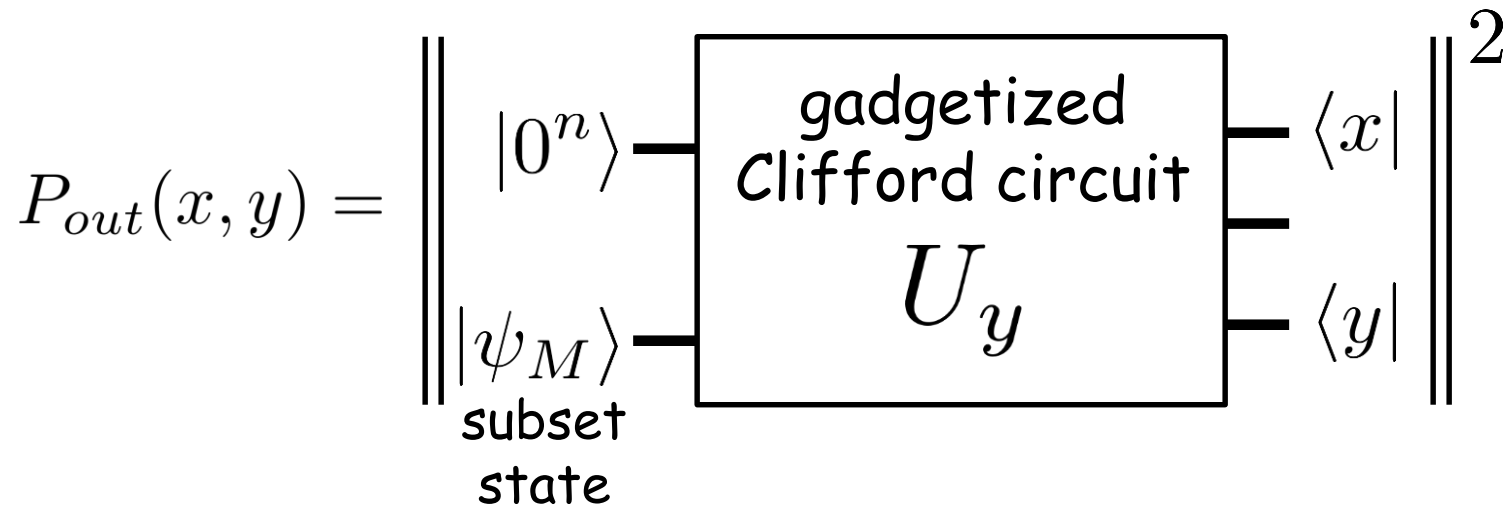 P_{out}(x, y) = ‖ ‖^2
|0^n⟩
|ψ_M⟩
subset
state
gadgetized
Clifford circuit
U_y
⟨x|
⟨y|